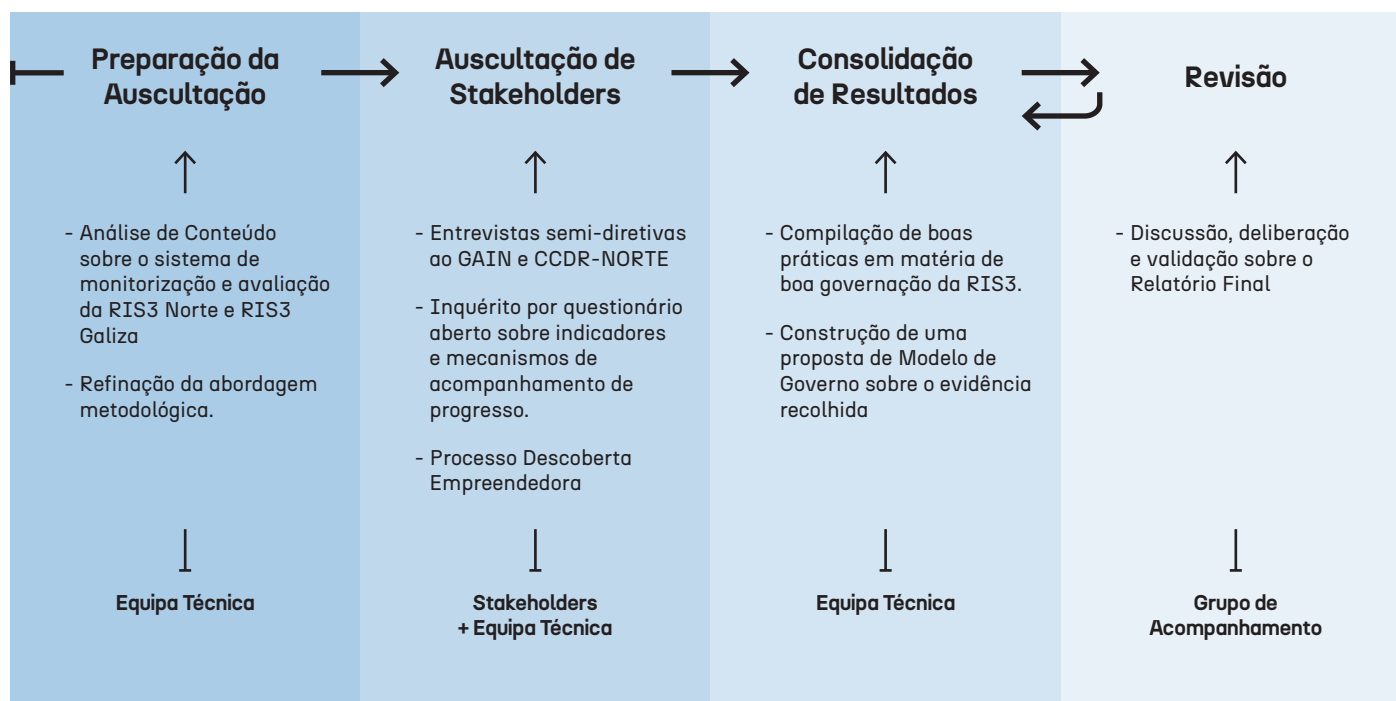 Preparação da
Auscultação
- Análise de Conteúdo
sobre o sistema de
monitorização e avaliação
da RIS3 Norte e RIS3
Galiza
- Refinação da abordagem
metodológica.
Equipa Técnica
Auscultação de
Stakeholders
- Entrevistas semi-diretivas
ao GAIN e CCDR-NORTE
- Inquérito por questionário
aberto sobre indicadores
e mecanismos de
acompanhamento de
progresso.
- Processo Descoberta
Empreendedora
Stakeholders
+ Equipa Técnica
Consolidação
de Resultados
- Compilação de boas
práticas em matéria de
boa governação da RIS3.
- Construção de uma
proposta de Modelo de
Governo sobre o evidência
recolhida
Equipa Técnica
Revisão
- Discussão, deliberação
e validação sobre o
Relatório Final
Grupo de
Acompanhamento